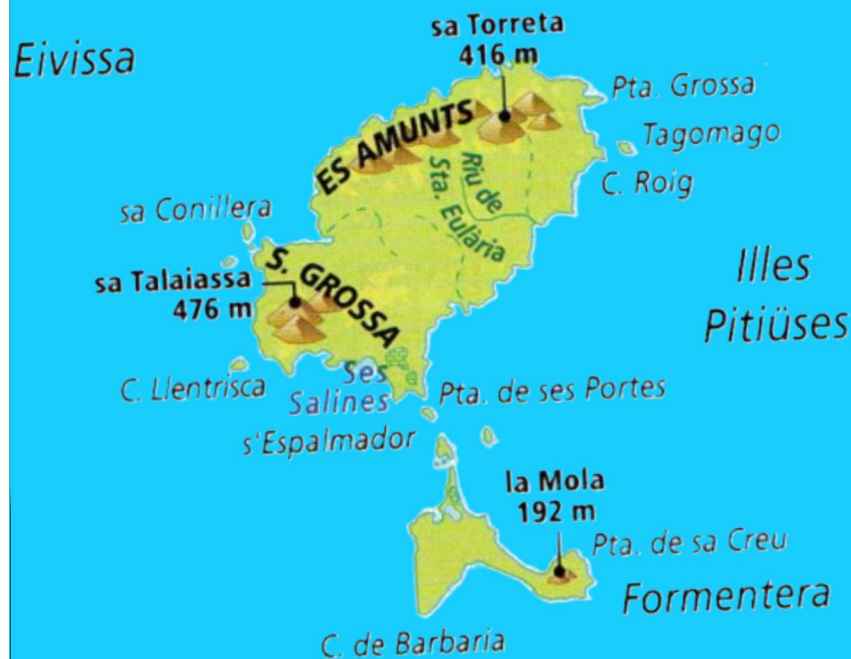 Eivissa
sa Torreta
416 m
Pta. Grossa
Tagomago
C. Roig
ES AMUNTS
Riu de
Sta. Eulària
sa Conillera
S. GROSSA
sa Talaiassa
476 m
Illes
Pitiüses
C. Llentrisca
Ses
Salines
Pta. de ses Portes
s'Espalmador
la Mola
192 m
Pta. de sa Creu
Formentera
C. de Barbaria